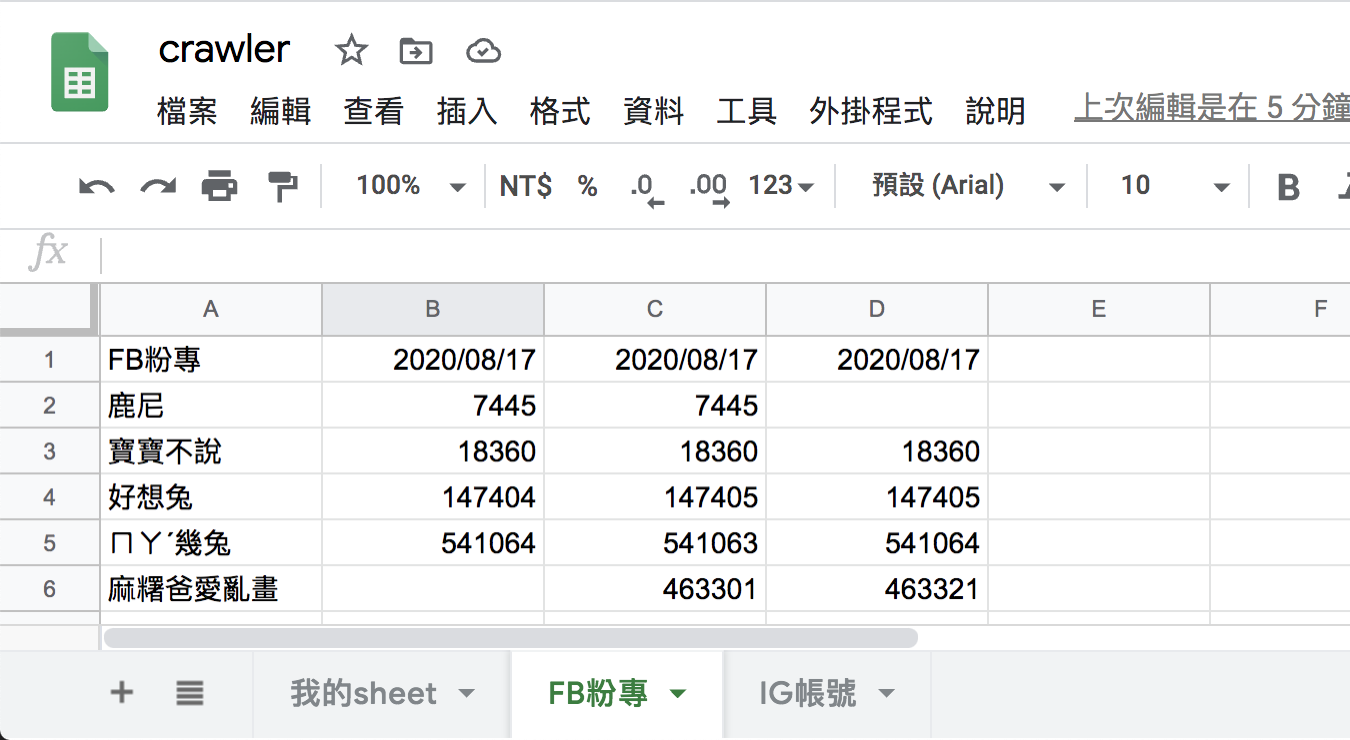 crawler
檔案 編輯 查看 插入 格式 資料 工具 外掛程式 說明 上次編輯是在 5 分鐘
100% NT$ % .0 .00 123 預設 (Arial) 10 B
fx
A B C D E F
1 FB粉專 2020/08/17 2020/08/17 2020/08/17
2 鹿尼 7445 7445
3 寶寶不說 18360 18360 18360
4 好想兔 147404 147405 147405
5 ㄇㄚˊ幾兔 541064 541063 541064
6 麻糬爸愛亂畫 463301 463321
我的sheet FB粉專 IG帳號